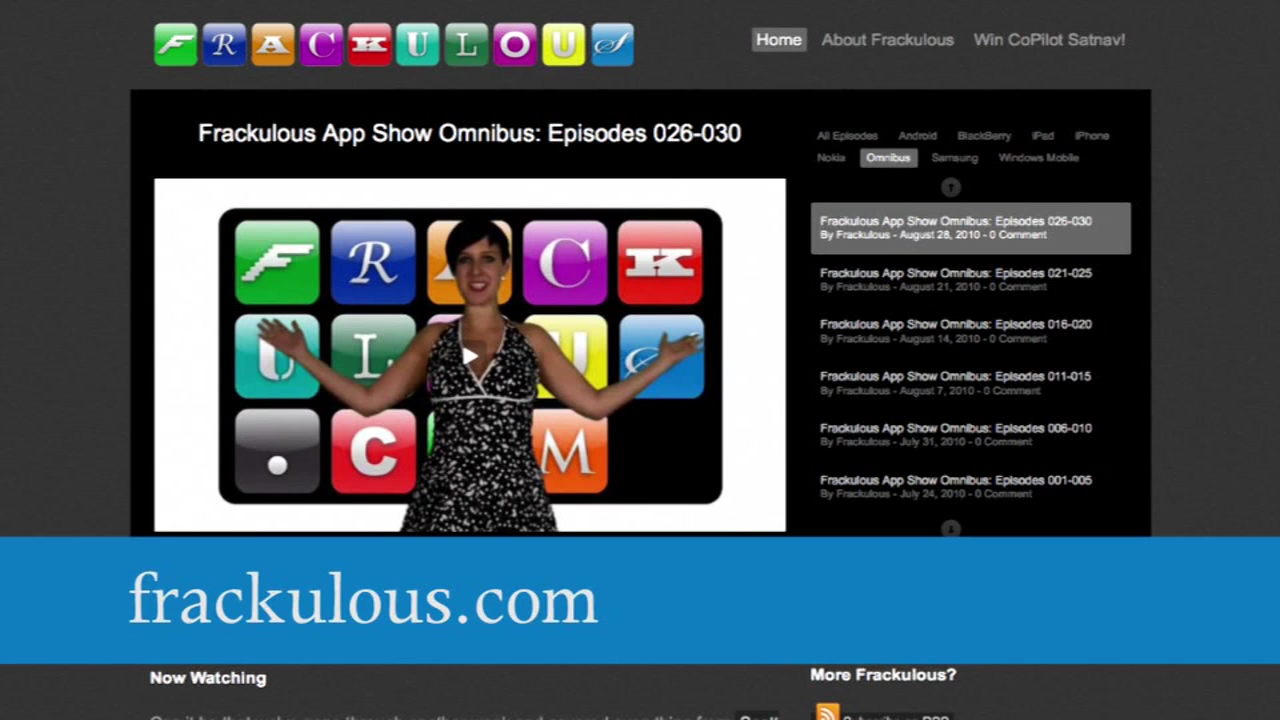 FRACKULOUS
Home About Frackulous Win CoPilot Satnav!
Frackulous App Show Omnibus: Episodes 026-030
F R A C K
U L U S
. C M
All Episodes Android BlackBerry iPad iPhone
Nokia Omnibus Samsung Windows Mobile
Frackulous App Show Omnibus: Episodes 026-030
By Frackulous - August 28, 2010 - 0 Comment
Frackulous App Show Omnibus: Episodes 021-025
By Frackulous - August 21, 2010 - 0 Comment
Frackulous App Show Omnibus: Episodes 016-020
By Frackulous - August 14, 2010 - 0 Comment
Frackulous App Show Omnibus: Episodes 011-015
By Frackulous - August 7, 2010 - 0 Comment
Frackulous App Show Omnibus: Episodes 006-010
By Frackulous - July 31, 2010 - 0 Comment
Frackulous App Show Omnibus: Episodes 001-005
By Frackulous - July 24, 2010 - 0 Comment
frackulous.com
Now Watching
More Frackulous?